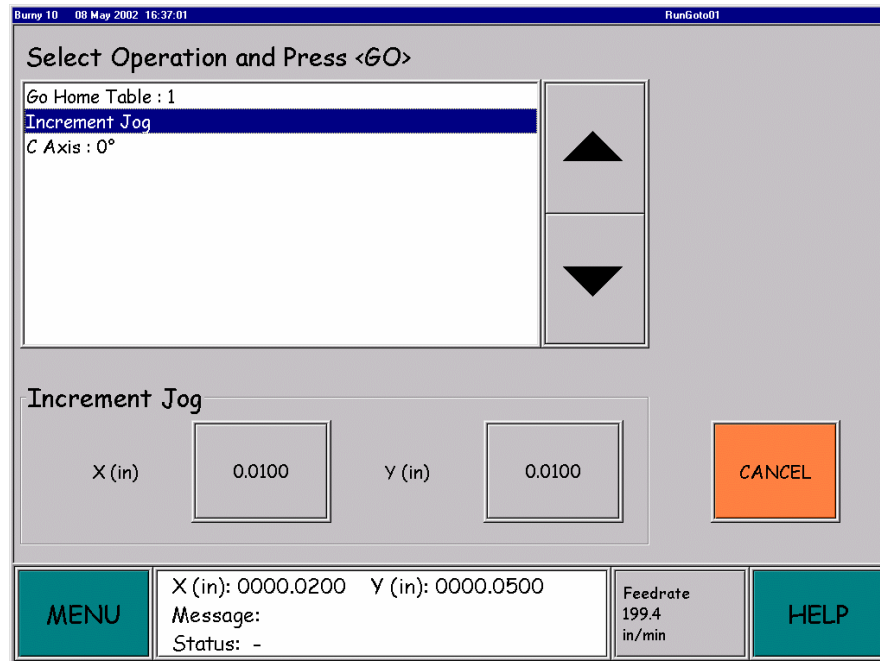 Burny 10 08 May 2002 16:37:01 RunGoto01
Select Operation and Press <GO>
Go Home Table : 1
Increment Jog
C Axis : 0°
Increment Jog
X (in) 0.0100 Y (in) 0.0100 CANCEL
MENU
X (in): 0000.0200 Y (in): 0000.0500
Message:
Status: -
Feedrate
199.4
in/min
HELP